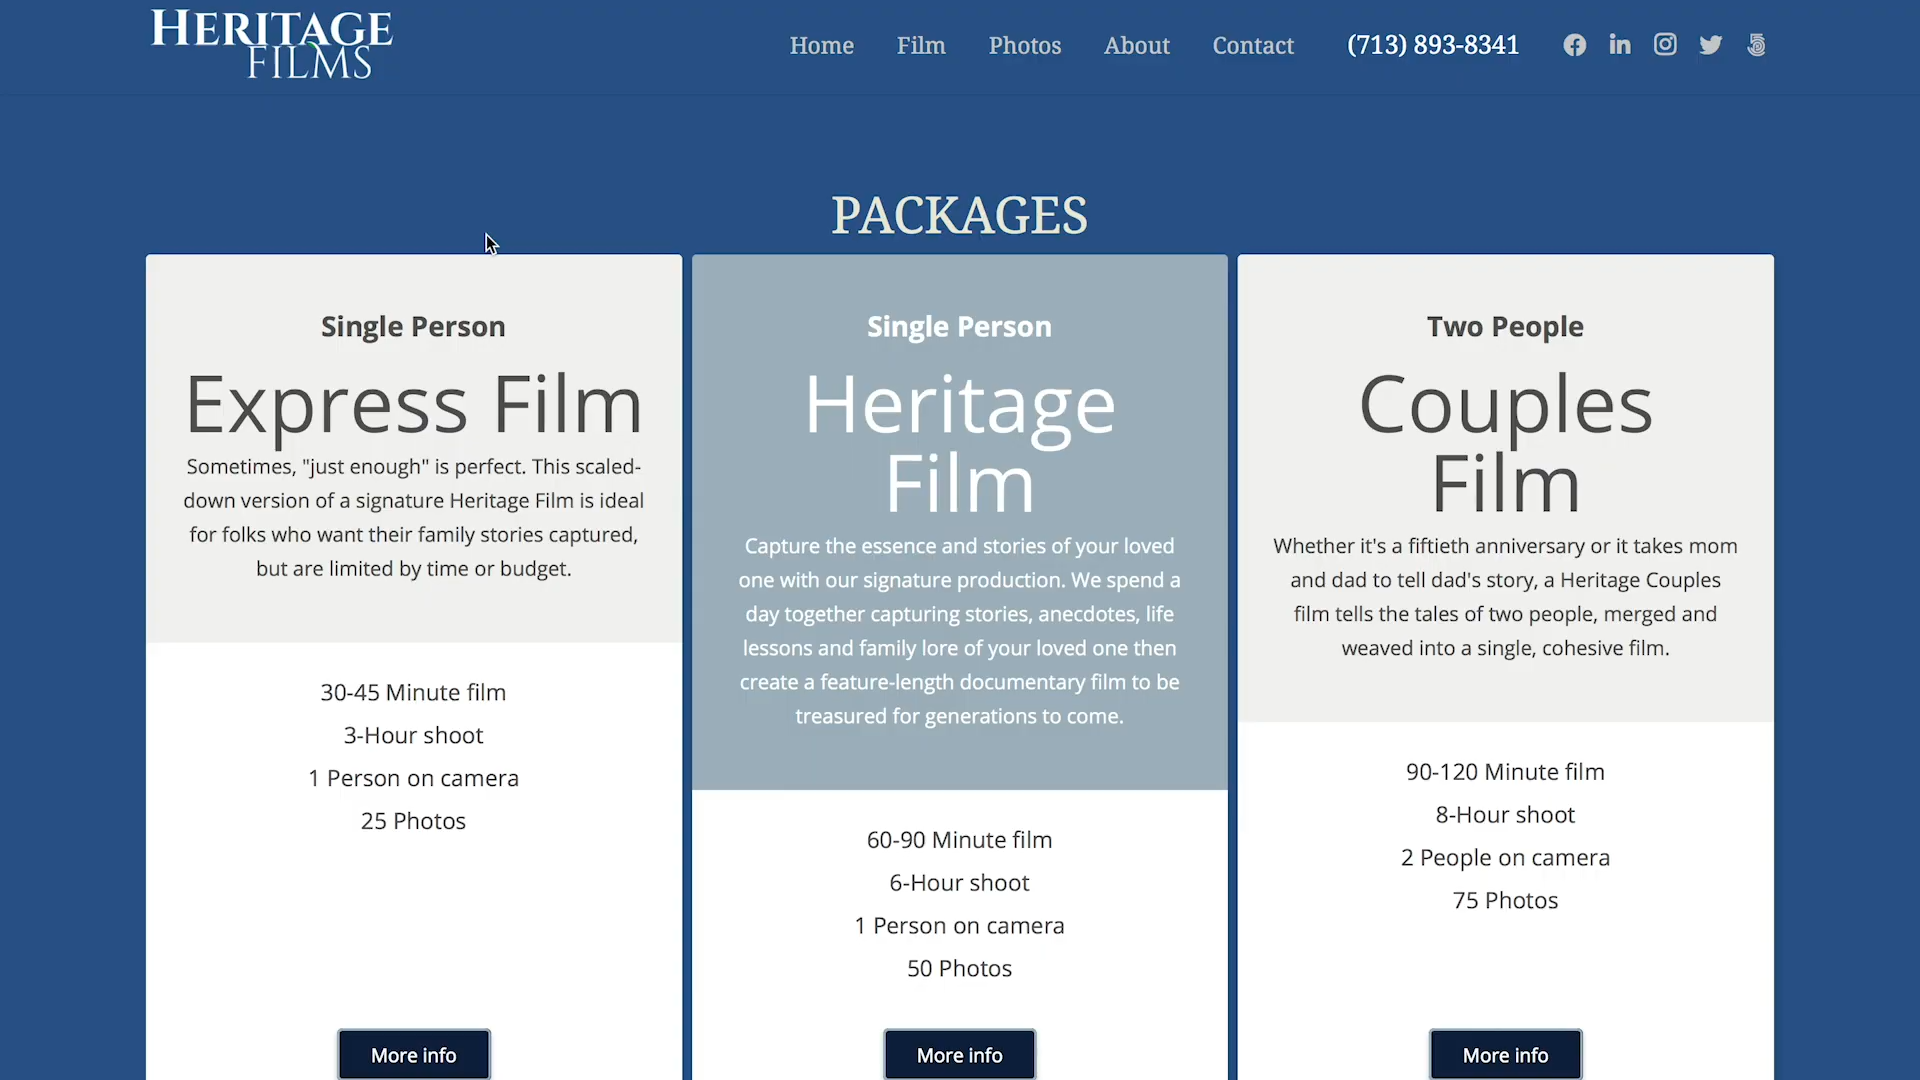 HERITAGE
FILMS
Home
Film
Photos
About
Contact
(713) 893-8341
PACKAGES
Single Person
Express Film
Sometimes, "just enough" is perfect. This scaled-
down version of a signature Heritage Film is ideal
for folks who want their family stories captured,
but are limited by time or budget.
30-45 Minute film
3-Hour shoot
1 Person on camera
25 Photos
More info
Single Person
Heritage
Film
Capture the essence and stories of your loved
one with our signature production. We spend a
day together capturing stories, anecdotes, life
lessons and family lore of your loved one then
create a feature-length documentary film to be
treasured for generations to come.
60-90 Minute film
6-Hour shoot
1 Person on camera
50 Photos
More info
Two People
Couples
Film
Whether it's a fiftieth anniversary or it takes mom
and dad to tell dad's story, a Heritage Couples
film tells the tales of two people, merged and
weaved into a single, cohesive film.
90-120 Minute film
8-Hour shoot
2 People on camera
75 Photos
More info